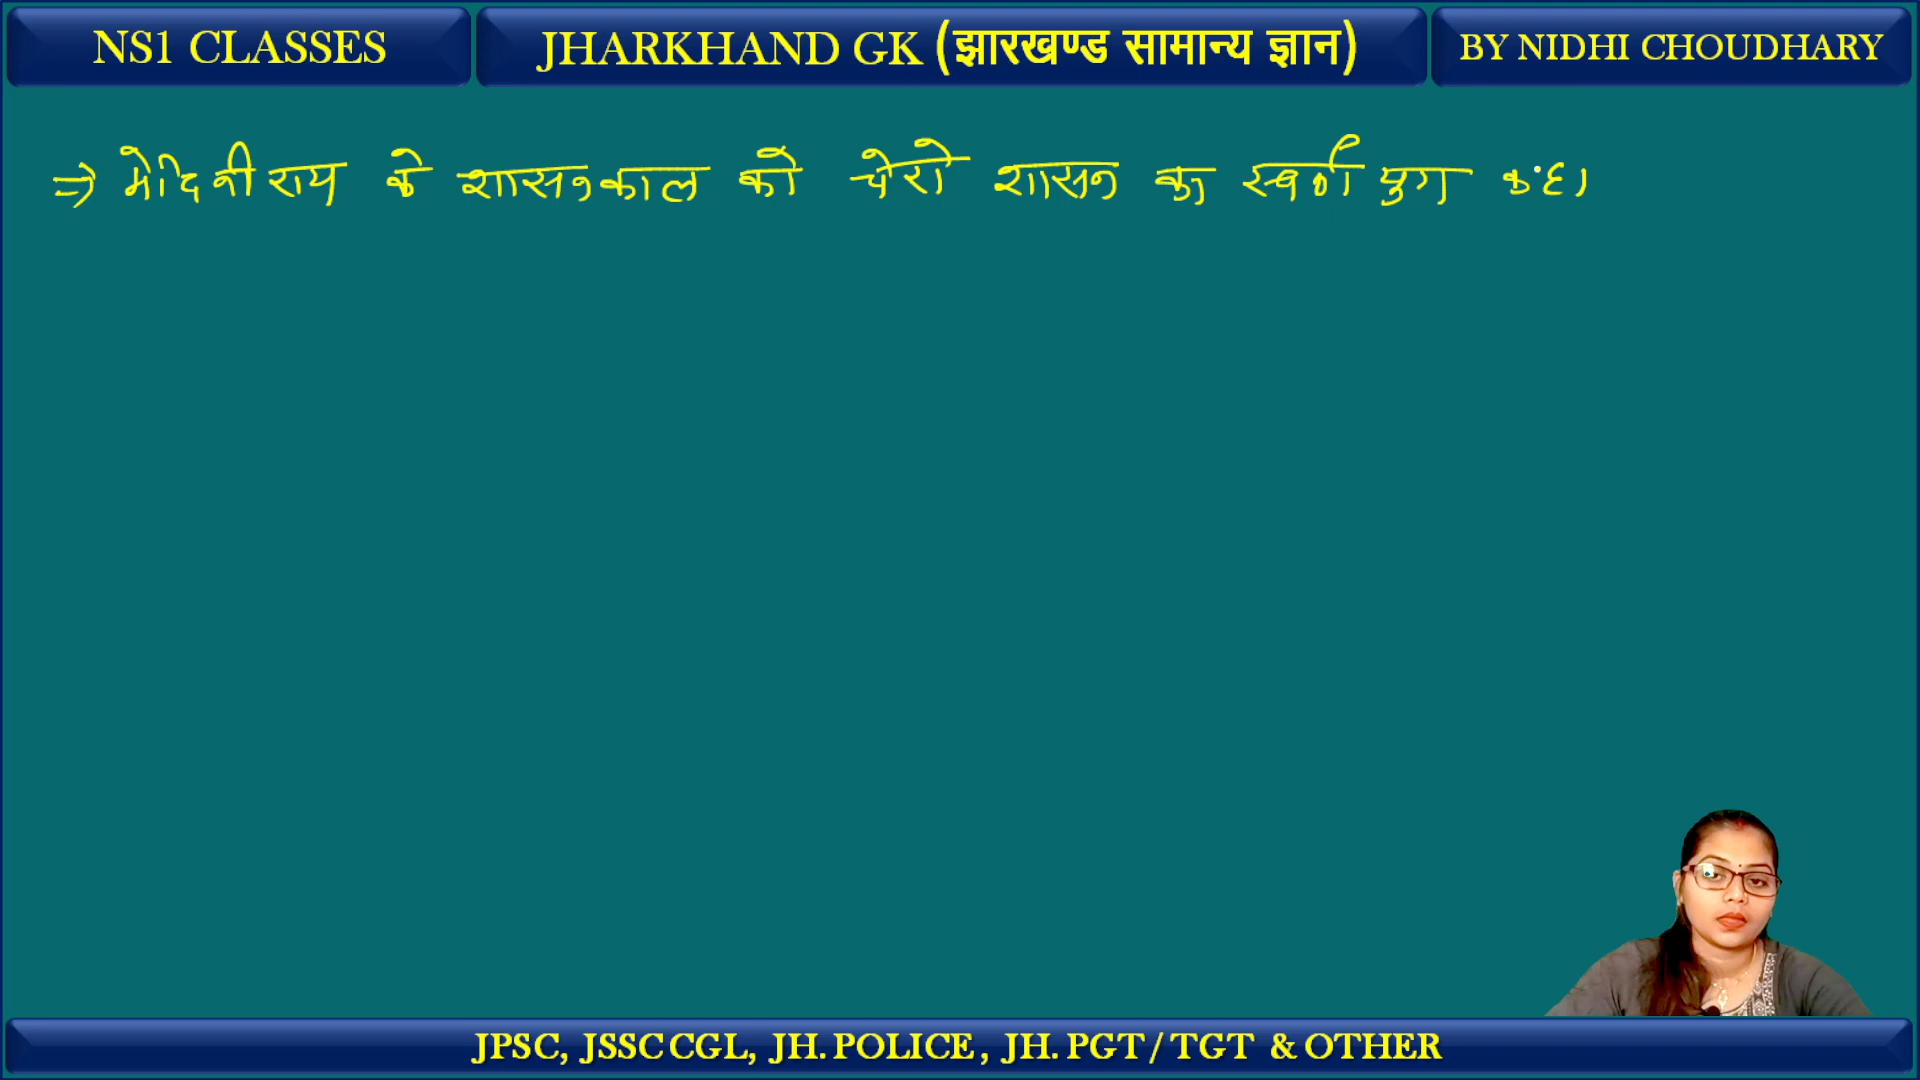 NS1 CLASSES
JHARKHAND GK (झारखण्ड सामान्य ज्ञान)
BY NIDHI CHOUDHARY
=> मेदिनीराय के शासनकाल को चेरो शासन का स्वर्ण युग कहा
JPSC, JSSC CGL, JH. POLICE, JH. PGT / TGT & OTHER